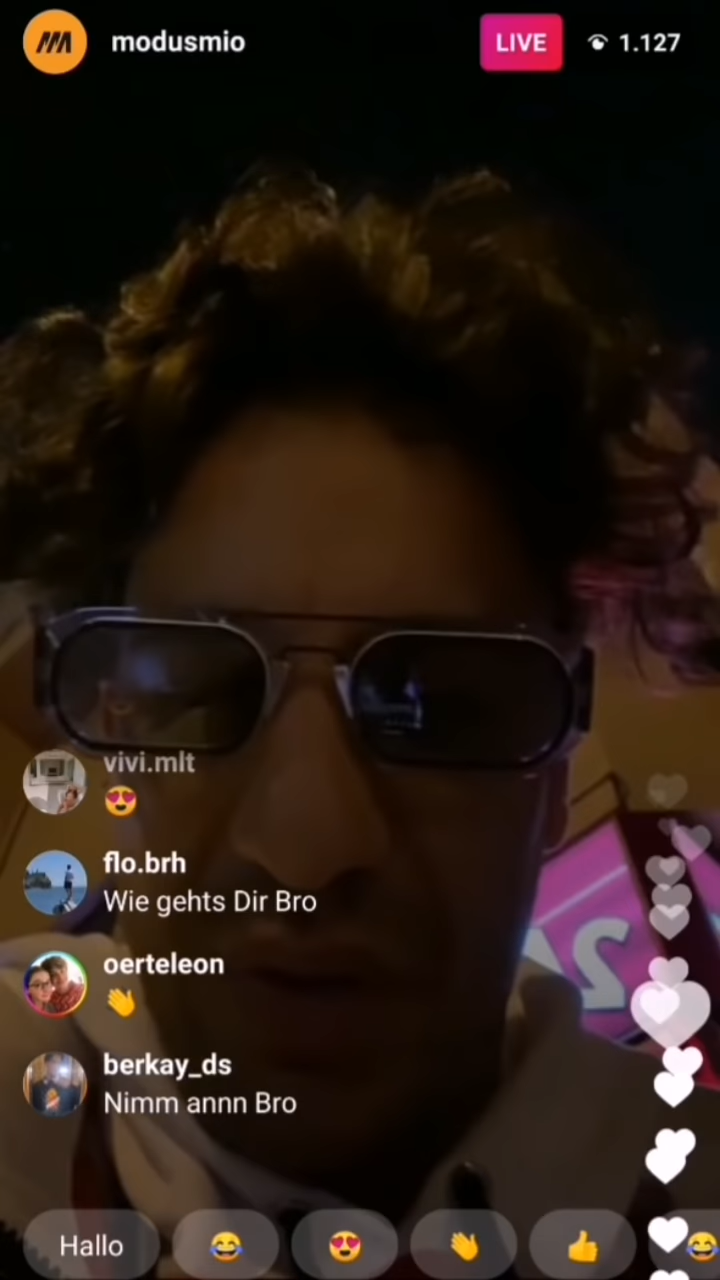 modusmio
LIVE
1.127
vivi.mlt
😍
flo.brh
Wie gehts Dir Bro
oerteleon
👋
berkay_ds
Nimm annn Bro
Hallo
😂
😍
👋
👍
😂